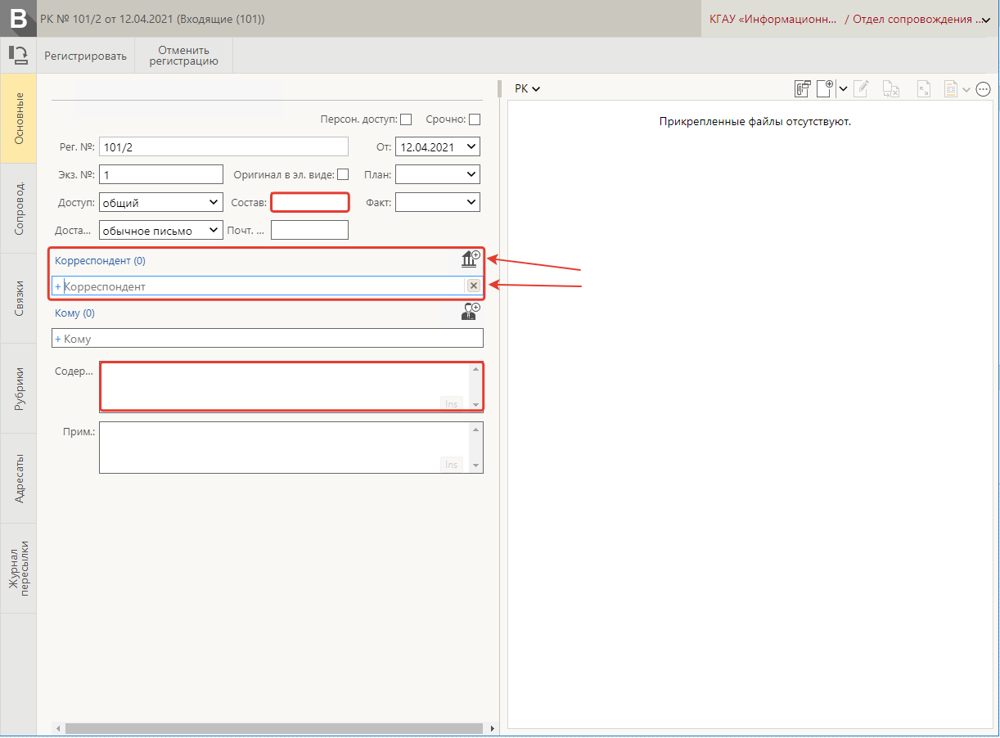 В РК № 101/2 от 12.04.2021 (Входящие (101))
КГАУ «Информационн... / Отдел сопровождения ...
Регистрировать
Отменить
регистрацию
Основные
Сопровод.
Связки
Рубрики
Адресаты
Журнал
пересылки
Персон. доступ: Срочно:
Рег. №: 101/2 От: 12.04.2021
Экз. №: 1 Оригинал в эл. виде: План:
Доступ: общий Состав: Факт:
Доста... обычное письмо Почт. ...
Корреспондент (0)
+ Корреспондент
Кому (0)
+ Кому
Содер...
Ins
Прим.:
Ins
РК
Прикрепленные файлы отсутствуют.